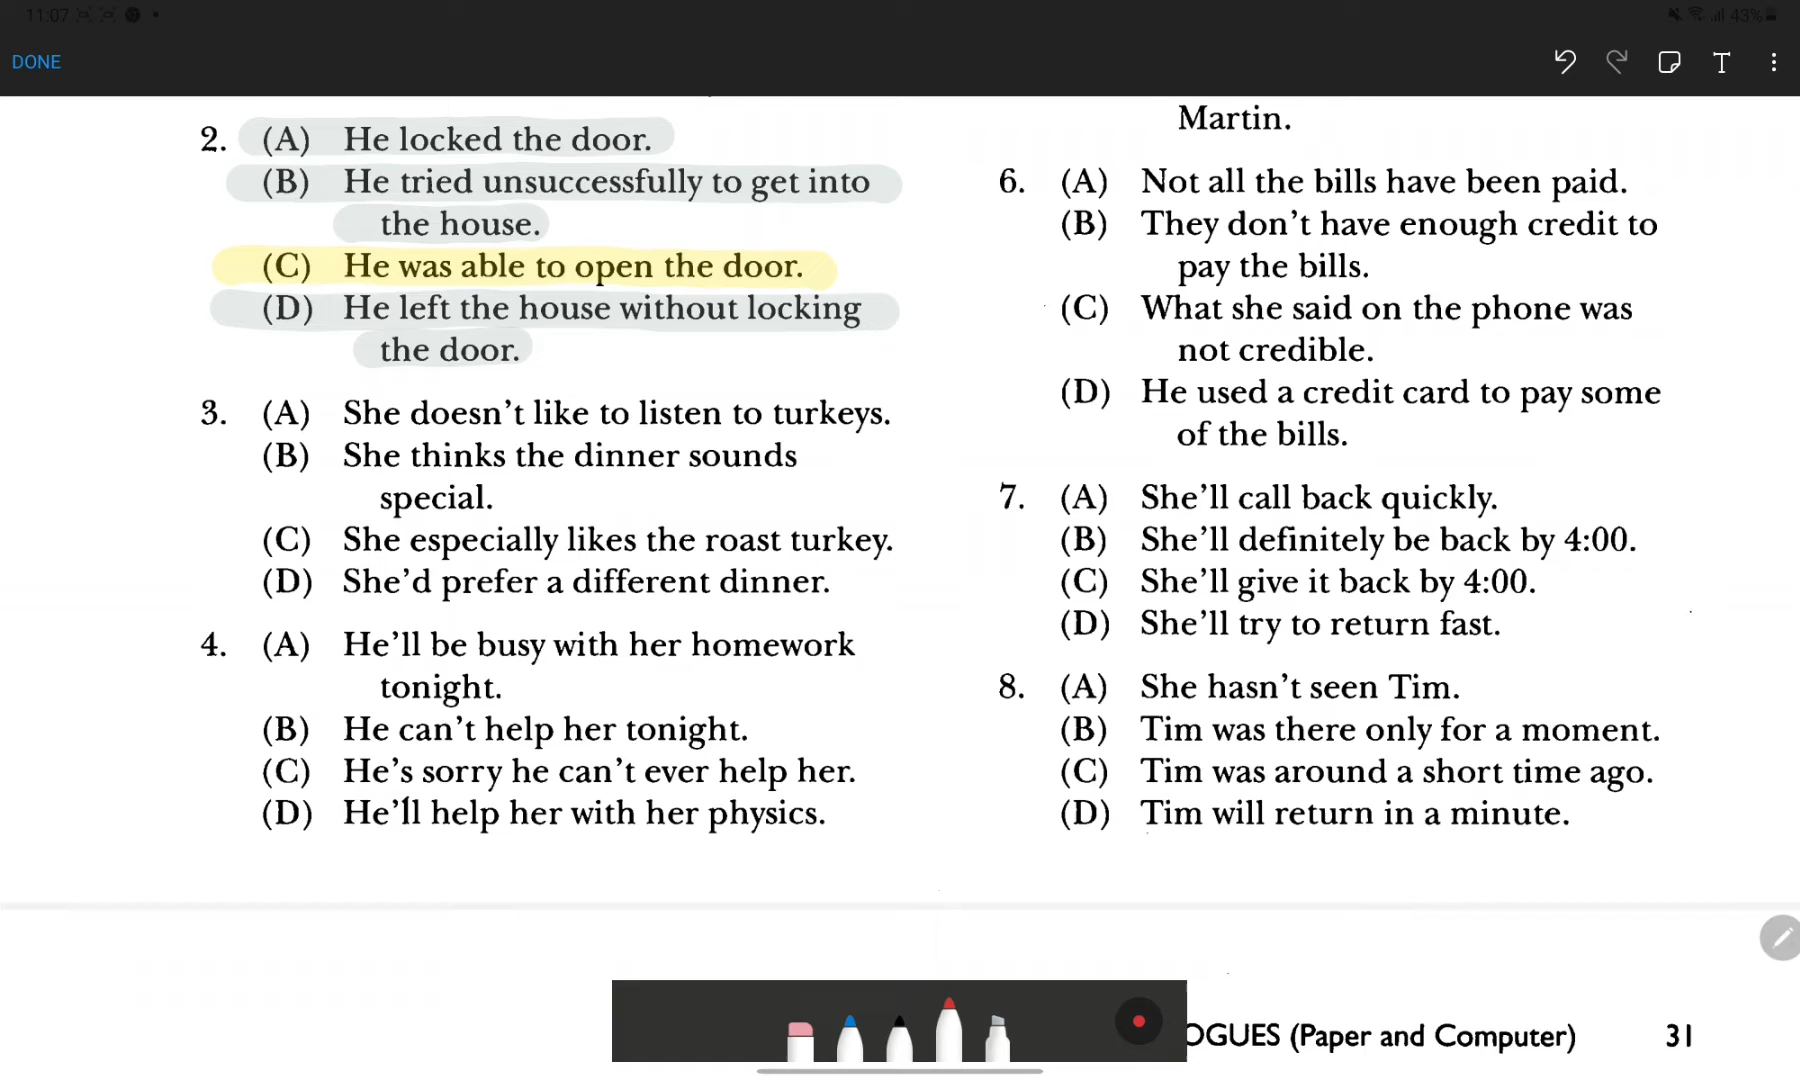 11:07
43%
DONE
T
2. (A) He locked the door.
(B) He tried unsuccessfully to get into
the house.
(C) He was able to open the door.
(D) He left the house without locking
the door.
3. (A) She doesn't like to listen to turkeys.
(B) She thinks the dinner sounds
special.
(C) She especially likes the roast turkey.
(D) She'd prefer a different dinner.
4. (A) He'll be busy with her homework
tonight.
(B) He can't help her tonight.
(C) He's sorry he can't ever help her.
(D) He'll help her with her physics.
Martin.
6. (A) Not all the bills have been paid.
(B) They don't have enough credit to
pay the bills.
(C) What she said on the phone was
not credible.
(D) He used a credit card to pay some
of the bills.
7. (A) She'll call back quickly.
(B) She'll definitely be back by 4:00.
(C) She'll give it back by 4:00.
(D) She'll try to return fast.
8. (A) She hasn't seen Tim.
(B) Tim was there only for a moment.
(C) Tim was around a short time ago.
(D) Tim will return in a minute.
OGUES (Paper and Computer) 31